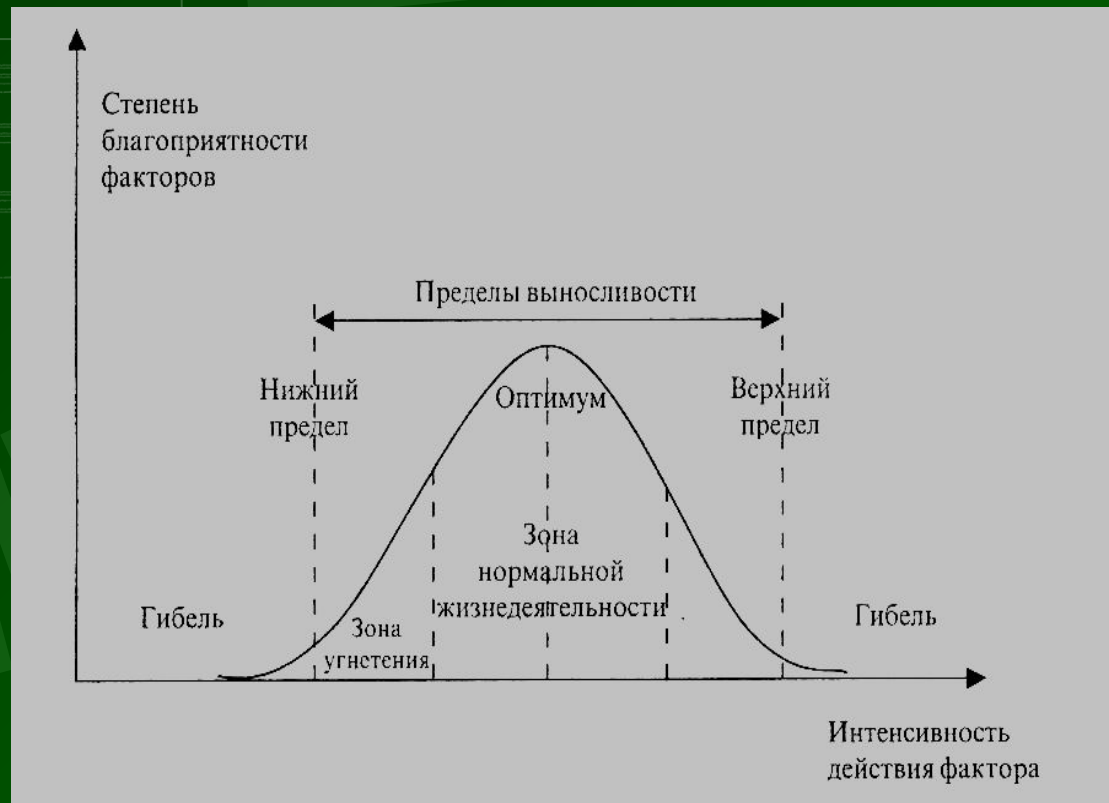 Степень
благоприятности
факторов
Пределы выносливости
Нижний
предел
Оптимум
Верхний
предел
Зона
нормальной
жизнедеятельности
Гибель
Зона
угнетения
Гибель
Интенсивность
действия фактора